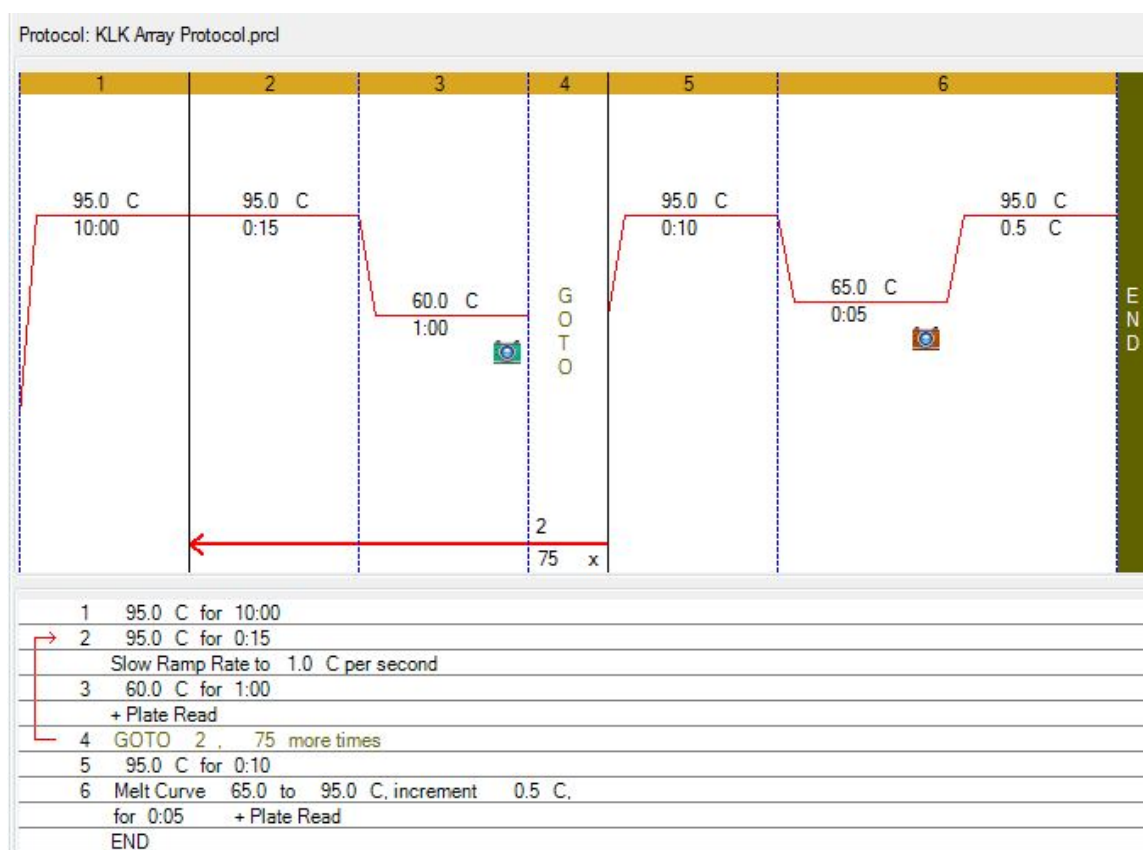 Protocol: KLK Array Protocol.prcl
1 2 3 4 5 6
95.0 C 95.0 C 95.0 C 95.0 C
10:00 0:15 0:10 0.5 C
60.0 C 65.0 C
1:00 0:05
GOTO
END
2
75 x
1 95.0 C for 10:00
2 95.0 C for 0:15
Slow Ramp Rate to 1.0 C per second
3 60.0 C for 1:00
+ Plate Read
4 GOTO 2 , 75 more times
5 95.0 C for 0:10
6 Melt Curve 65.0 to 95.0 C, increment 0.5 C,
for 0:05 + Plate Read
END